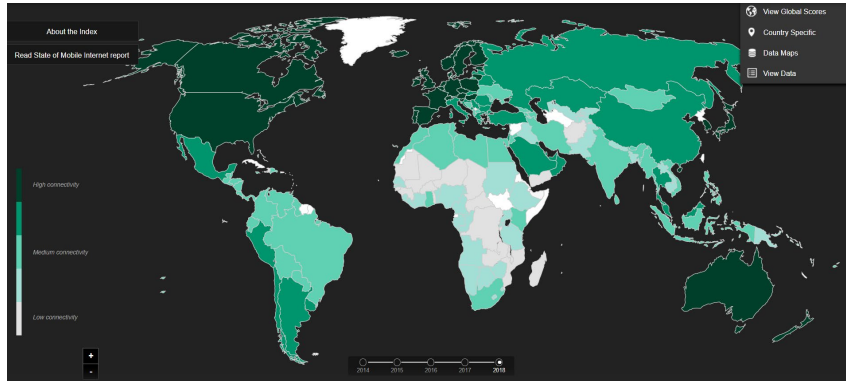 About the Index
Read State of Mobile Internet report
View Global Scores
Country Specific
Data Maps
View Data
High connectivity
Medium connectivity
Low connectivity
+
-
2014 2015 2016 2017 2018